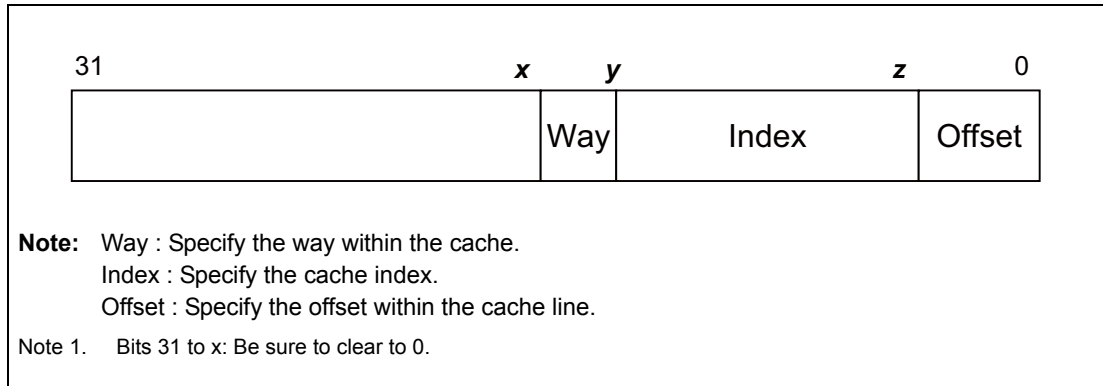 31 x y z 0
Way Index Offset
Note: Way : Specify the way within the cache.
Index : Specify the cache index.
Offset : Specify the offset within the cache line.
Note 1. Bits 31 to x: Be sure to clear to 0.